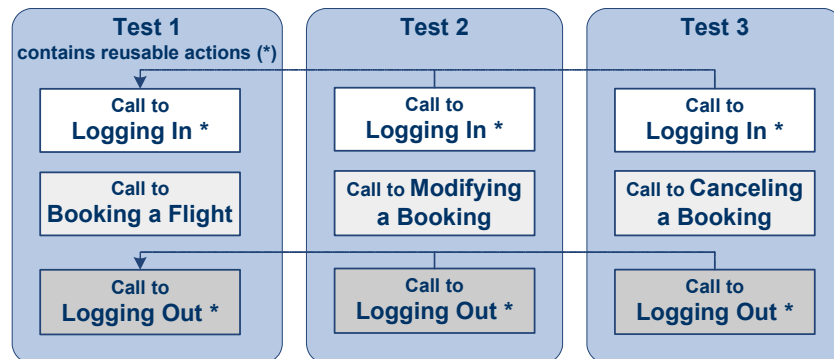 Test 1
contains reusable actions (*)
Call to
Logging In *
Call to
Booking a Flight
Call to
Logging Out *
Test 2
Call to
Logging In *
Call to Modifying
a Booking
Call to
Logging Out *
Test 3
Call to
Logging In *
Call to Canceling
a Booking
Call to
Logging Out *